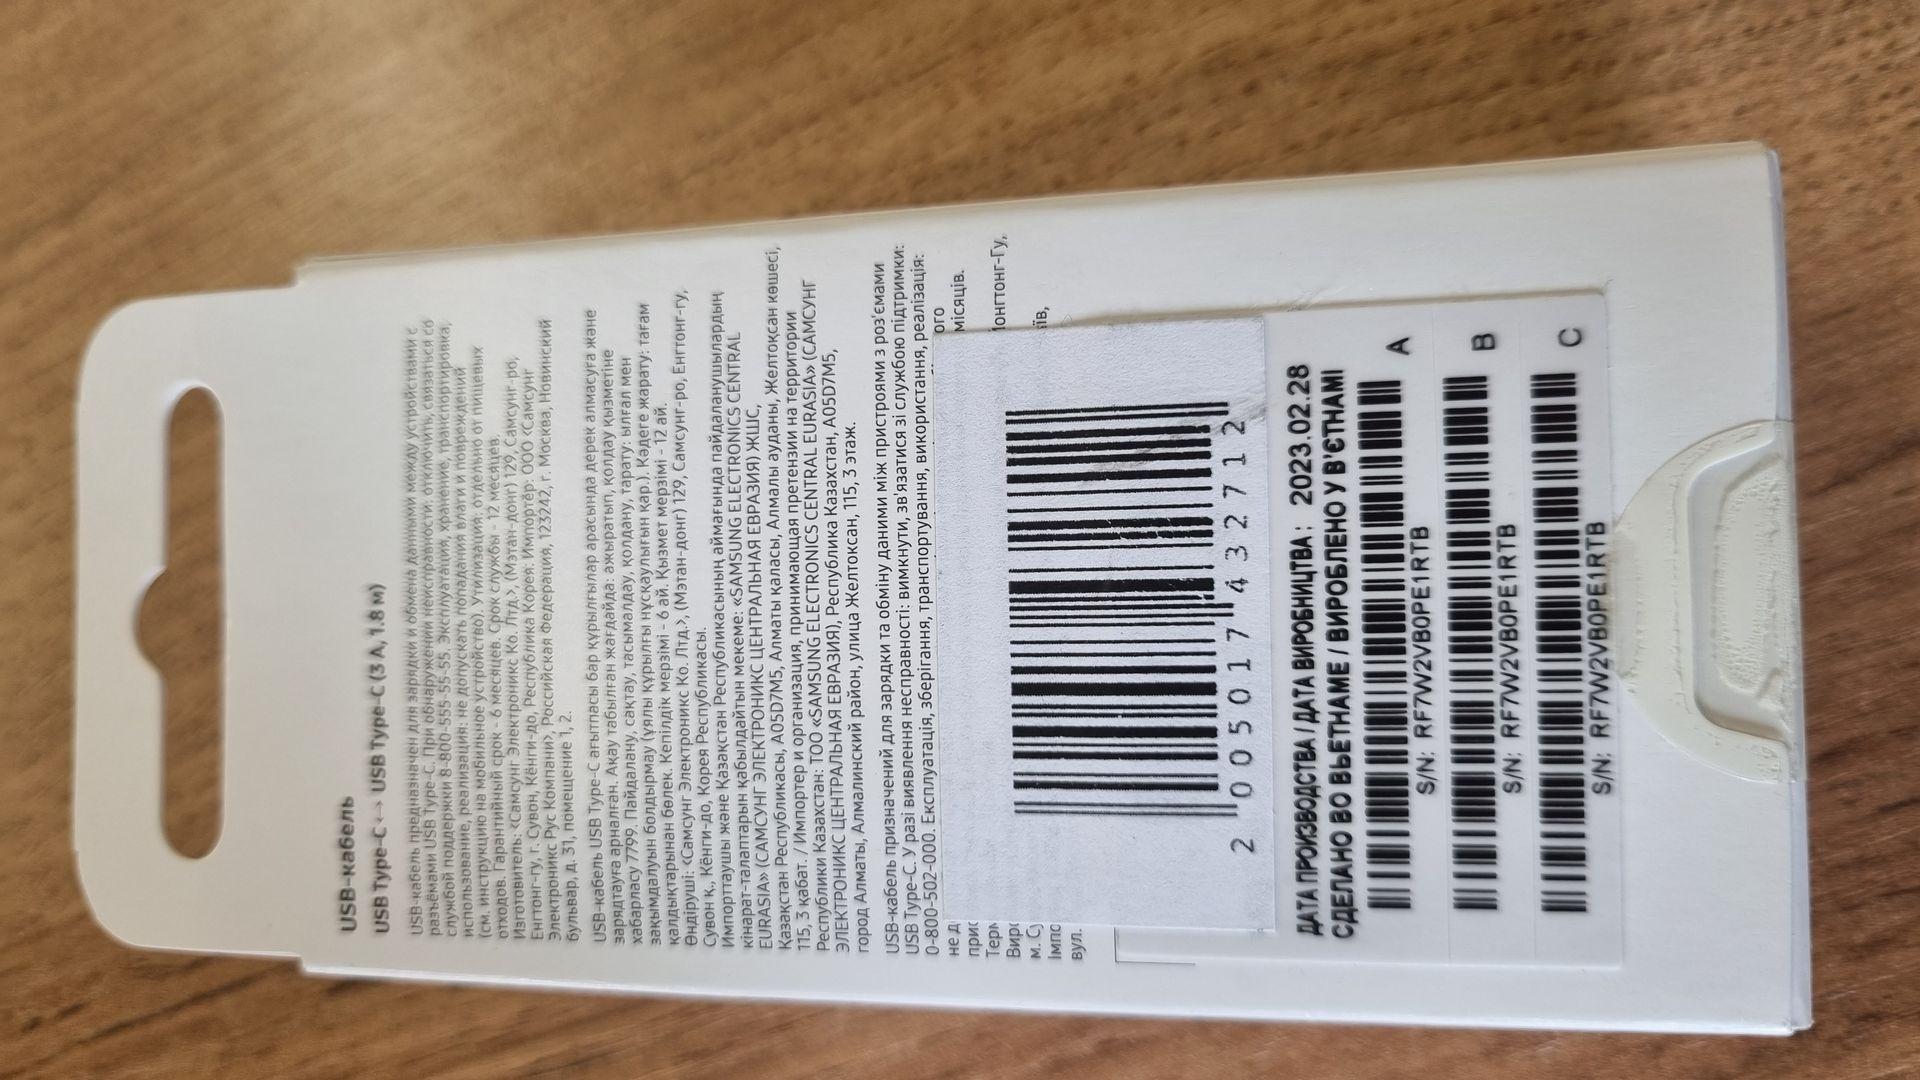 USB-кабель
USB Type-C ↔ USB Type-C (3 А, 1.8 м)
USB-кабель предназначен для зарядки и обмена данными между устройствами с
разъёмами USB Type-C. При обнаружении неисправности: отключить, связаться со
службой поддержки 8-800-555-55-55. Эксплуатация, хранение, транспортировка,
использование, реализация: не допускать попадания влаги и повреждений
(см. инструкцию на мобильное устройство). Утилизация: отдельно от пищевых
отходов. Гарантийный срок - 6 месяцев. Срок службы - 12 месяцев.
Изготовитель: «Самсунг Электроникс Ко. Лтд.», (Мэтан-донг) 129, Самсунг-ро,
Енгтонг-гу, г. Сувон, Кёнги-до, Республика Корея. Импортёр: ООО «Самсунг
Электроникс Рус Компани», Российская Федерация, 123242, г. Москва, Новинский
бульвар, д. 31, помещение 1, 2.
USB-кабель USB Type-C ағытпасы бар құрылғылар арасында дерек алмасуға және
зарядтауға арналған. Ақау табылған жағдайда: ажыратып, қолдау қызметіне
хабарласу 7799. Пайдалану, сақтау, тасымалдау, қолдану, тарату: ылғал мен
зақымдалуын болдырмау (ұялы құрылғы нұсқаулығын қар.). Кәдеге жарату: тағам
қалдықтарынан бөлек. Кепілдік мерзімі - 6 ай. Қызмет мерзімі - 12 ай.
Өндіруші: «Самсунг Электроникс Ко. Лтд.», (Мэтан-донг) 129, Самсунг-ро, Енгтонг-гу,
Сувон қ., Кёнги-до, Корея Республикасы.
Импорттаушы және Қазақстан Республикасының аймағында пайдаланушылардың
кінарат-талаптарын қабылдайтын мекеме: «SAMSUNG ELECTRONICS CENTRAL
EURASIA» (САМСУНГ ЭЛЕКТРОНИКС ЦЕНТРАЛЬНАЯ ЕВРАЗИЯ) ЖШС,
Қазақстан Республикасы, A05D7M5, Алматы қаласы, Алмалы ауданы, Желтоқсан көшесі,
115, 3 қабат. / Импортер и организация, принимающая претензии на территории
Республики Казахстан: ТОО «SAMSUNG ELECTRONICS CENTRAL EURASIA» (САМСУНГ
ЭЛЕКТРОНИКС ЦЕНТРАЛЬНАЯ ЕВРАЗИЯ), Республика Казахстан, A05D7M5,
город Алматы, Алмалинский район, улица Желтоксан, 115, 3 этаж.
USB-кабель призначений для зарядки та обміну даними між пристроями з роз'ємами
USB Type-C. У разі виявлення несправності: вимкнути, зв'язатися зі службою підтримки:
0-800-502-000. Експлуатація, зберігання, транспортування, використання, реалізація:
місяців.
м.
вул.
2 005017 432712
ДАТА ПРОИЗВОДСТВА / ДАТА ВИРОБНИЦТВА : 2023.02.28
СДЕЛАНО ВО ВЬЕТНАМЕ / ВИРОБЛЕНО У В'ЄТНАМІ
A
S/N: RF7W2VBOPE1RTB
B
S/N: RF7W2VBOPE1RTB
C
S/N: RF7W2VBOPE1RTB